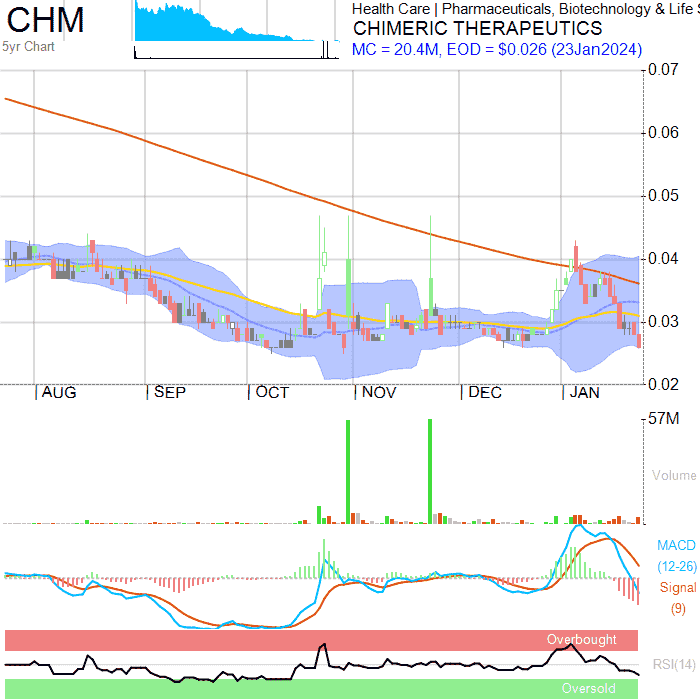 CHM
5yr Chart
Health Care | Pharmaceuticals, Biotechnology & Life S
CHIMERIC THERAPEUTICS
MC = 20.4M, EOD = $0.026 (23Jan2024)
0.07
0.06
0.05
0.04
0.03
0.02
| AUG | SEP | OCT | NOV | DEC | JAN
57M
Volume
MACD
(12-26)
Signal
(9)
Overbought
RSI(14)
Oversold